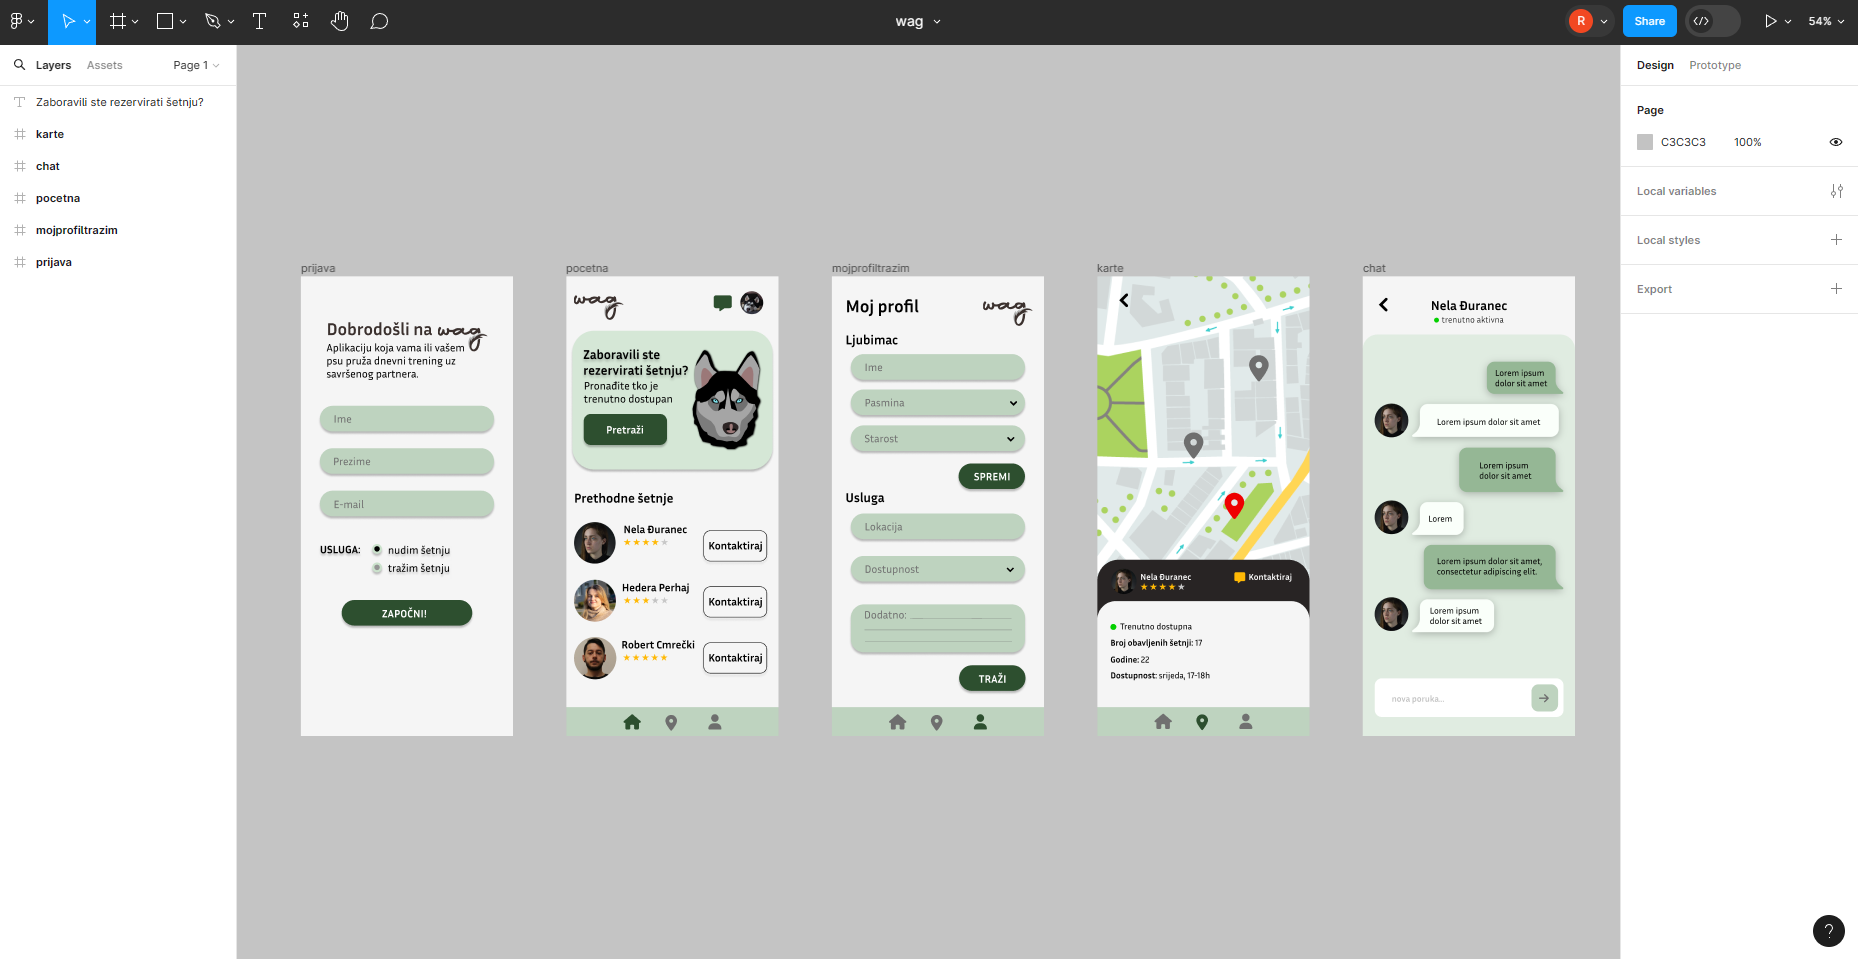 wag
R
Share
54%
Layers
Assets
Page 1
Zaboravili ste rezervirati šetnju?
karte
chat
pocetna
mojprofiltrazim
prijava
prijava
Dobrodošli na wag
Aplikaciju koja vama ili vašem
psu pruža dnevni trening uz
savršenog partnera.
Ime
Prezime
E-mail
USLUGA:
nudim šetnju
tražim šetnju
ZAPOČNI!
pocetna
wag
Zaboravili ste
rezervirati šetnju?
Pronađite tko je
trenutno dostupan
Pretraži
Prethodne šetnje
Nela Đuranec
Kontaktiraj
Hedera Perhaj
Kontaktiraj
Robert Cmrečki
Kontaktiraj
mojprofiltrazim
Moj profil
wag
Ljubimac
Ime
Pasmina
Starost
SPREMI
Usluga
Lokacija
Dostupnost
Dodatno:
TRAŽI
karte
Nela Đuranec
Kontaktiraj
Trenutno dostupna
Broj obavljenih šetnji: 17
Godine: 22
Dostupnost: srijeda, 17-18h
chat
Nela Đuranec
trenutno aktivna
Lorem ipsum
dolor sit amet
Lorem ipsum dolor sit amet
Lorem ipsum
dolor sit amet
Lorem
Lorem ipsum dolor sit amet,
consectetur adipiscing elit.
Lorem ipsum
dolor sit amet
nova poruka...
Design
Prototype
Page
C3C3C3
100%
Local variables
Local styles
Export
?